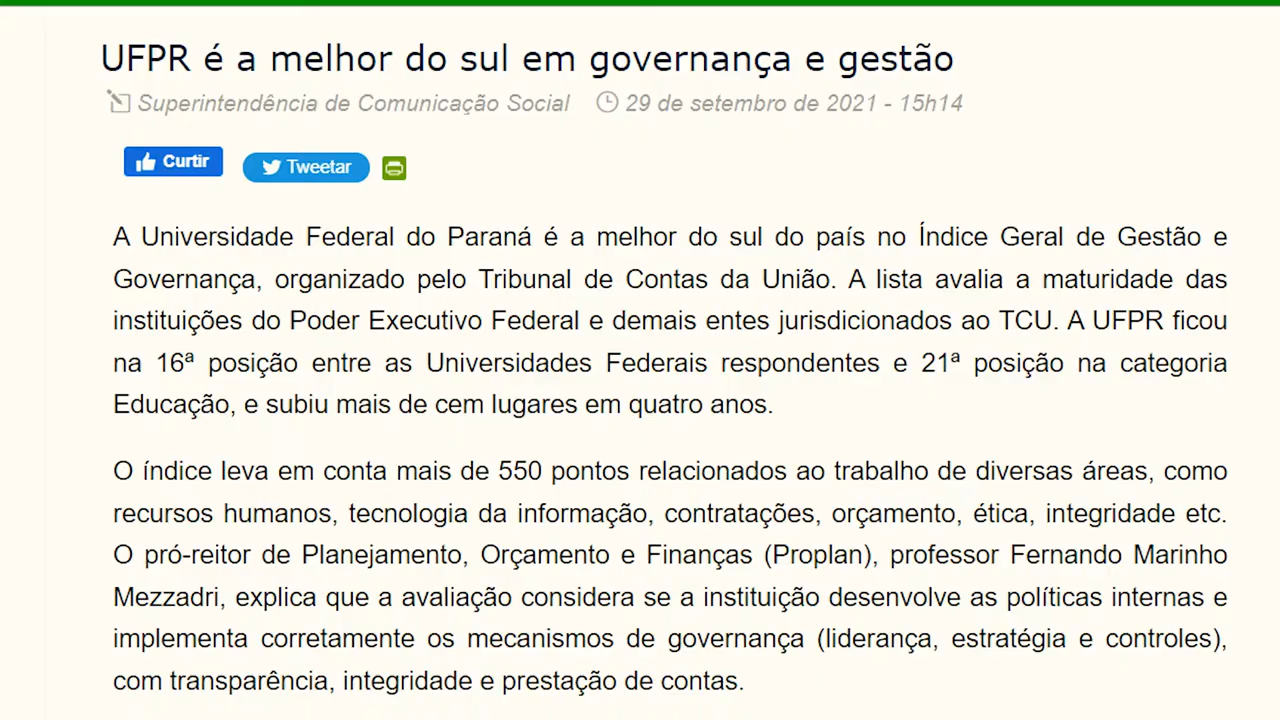 UFPR é a melhor do sul em governança e gestão
Superintendência de Comunicação Social 29 de setembro de 2021 - 15h14
Curtir Tweetar
A Universidade Federal do Paraná é a melhor do sul do país no Índice Geral de Gestão e
Governança, organizado pelo Tribunal de Contas da União. A lista avalia a maturidade das
instituições do Poder Executivo Federal e demais entes jurisdicionados ao TCU. A UFPR ficou
na 16ª posição entre as Universidades Federais respondentes e 21ª posição na categoria
Educação, e subiu mais de cem lugares em quatro anos.
O índice leva em conta mais de 550 pontos relacionados ao trabalho de diversas áreas, como
recursos humanos, tecnologia da informação, contratações, orçamento, ética, integridade etc.
O pró-reitor de Planejamento, Orçamento e Finanças (Proplan), professor Fernando Marinho
Mezzadri, explica que a avaliação considera se a instituição desenvolve as políticas internas e
implementa corretamente os mecanismos de governança (liderança, estratégia e controles),
com transparência, integridade e prestação de contas.